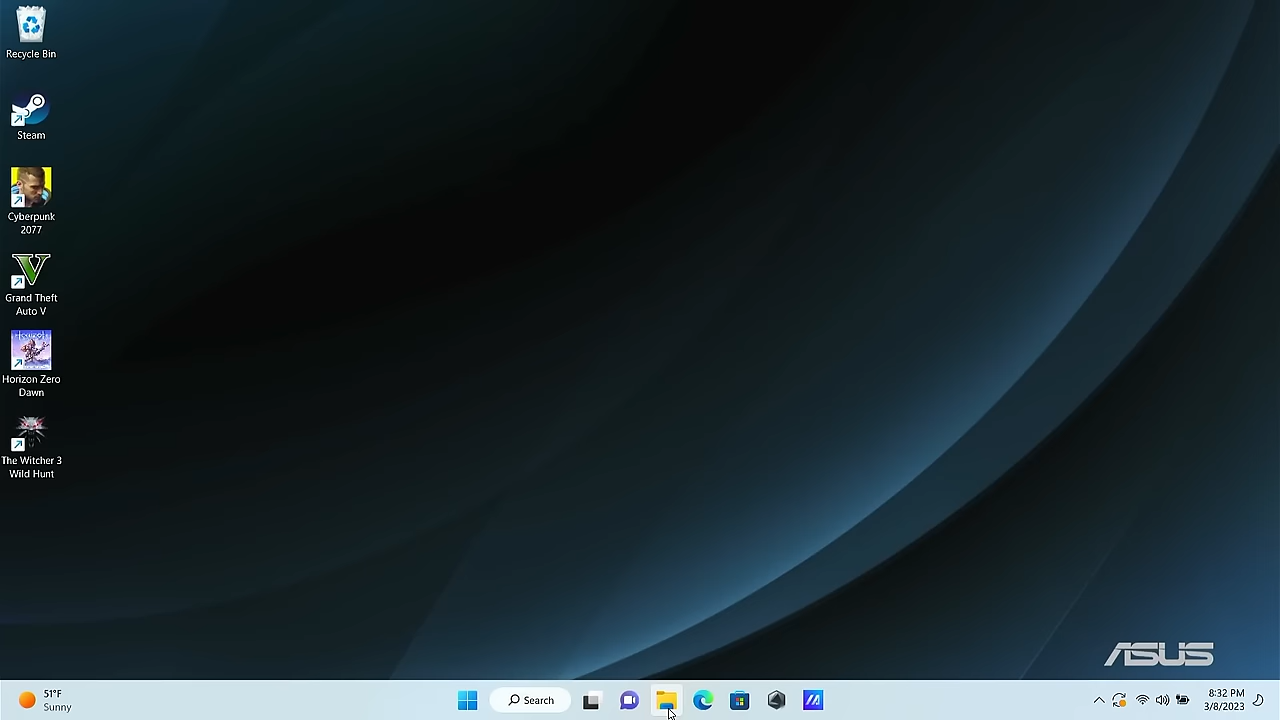 Recycle Bin
Steam
Cyberpunk
2077
Grand Theft
Auto V
Horizon Zero
Dawn
The Witcher 3
Wild Hunt
ASUS
51°F
Sunny
Search
8:32 PM
3/8/2023